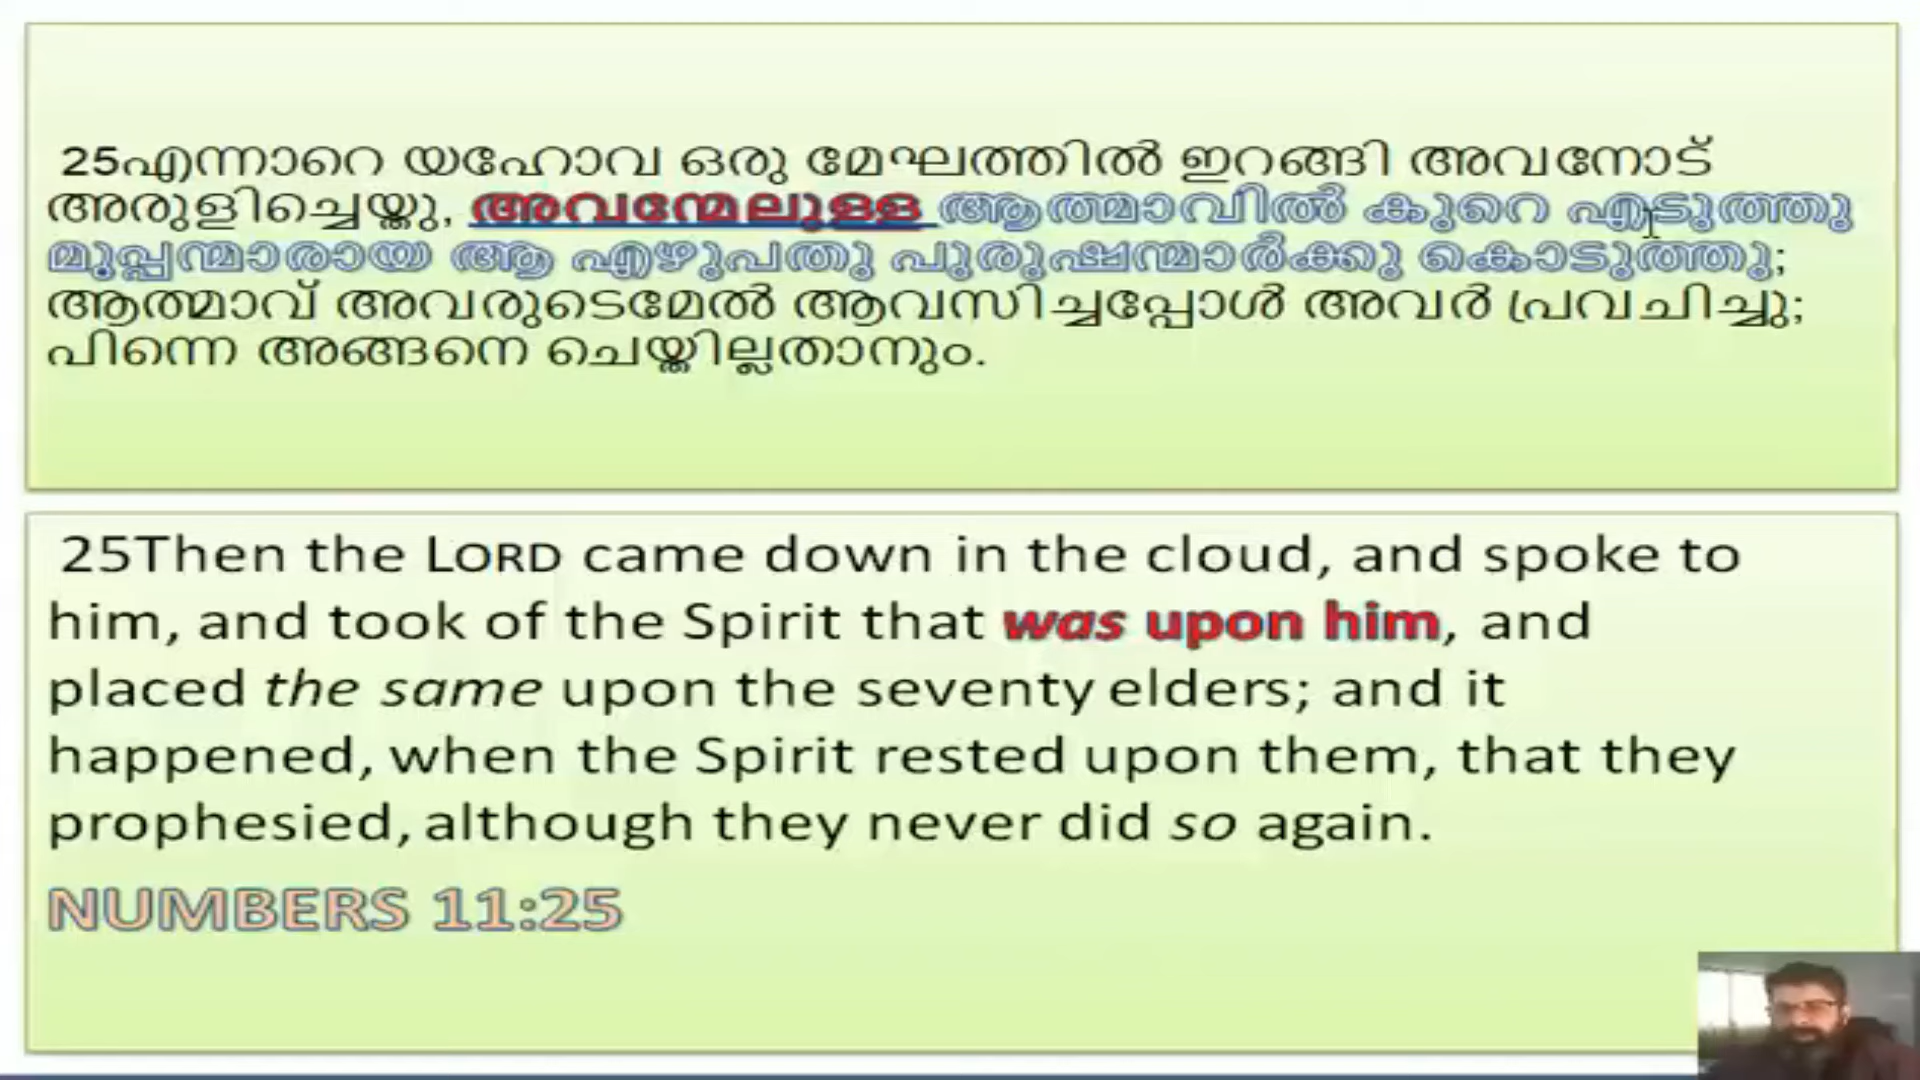 25എന്നാറെ യഹോവ ഒരു മേഘത്തിൽ ഇറങ്ങി അവനോട്
അരുളിച്ചെയ്തു, അവന്മേലുള്ള ആത്മാവിൽ കുറെ എടുത്തു
മൂപ്പന്മാരായ ആ എഴുപതു പുരുഷന്മാർക്കു കൊടുത്തു;
ആത്മാവ് അവരുടെമേൽ ആവസിച്ചപ്പോൾ അവർ പ്രവചിച്ചു;
പിന്നെ അങ്ങനെ ചെയ്തില്ലതാനും.
25Then the LORD came down in the cloud, and spoke to
him, and took of the Spirit that was upon him, and
placed the same upon the seventy elders; and it
happened, when the Spirit rested upon them, that they
prophesied, although they never did so again.
NUMBERS 11:25